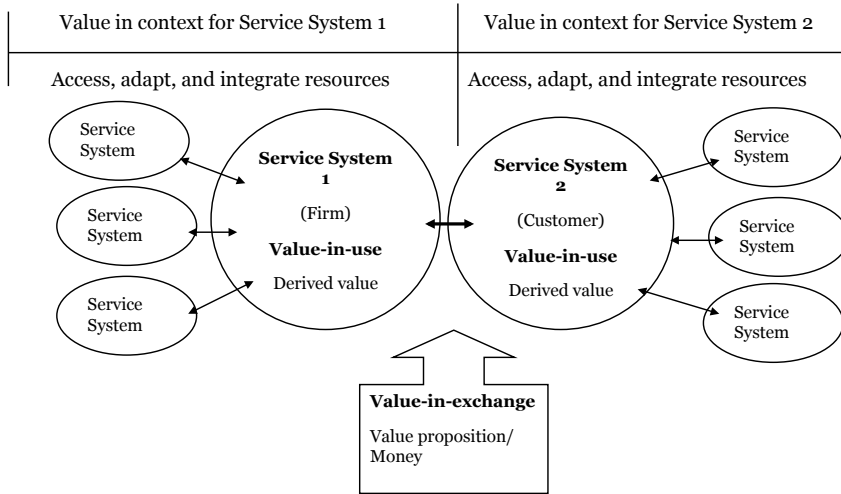 Value in context for Service System 1
Value in context for Service System 2
Access, adapt, and integrate resources
Access, adapt, and integrate resources
Service
System
Service
System
Service
System
Service System
1
(Firm)
Value-in-use
Derived value
Service System
2
(Customer)
Value-in-use
Derived value
Service
System
Service
System
Service
System
Value-in-exchange
Value proposition/
Money